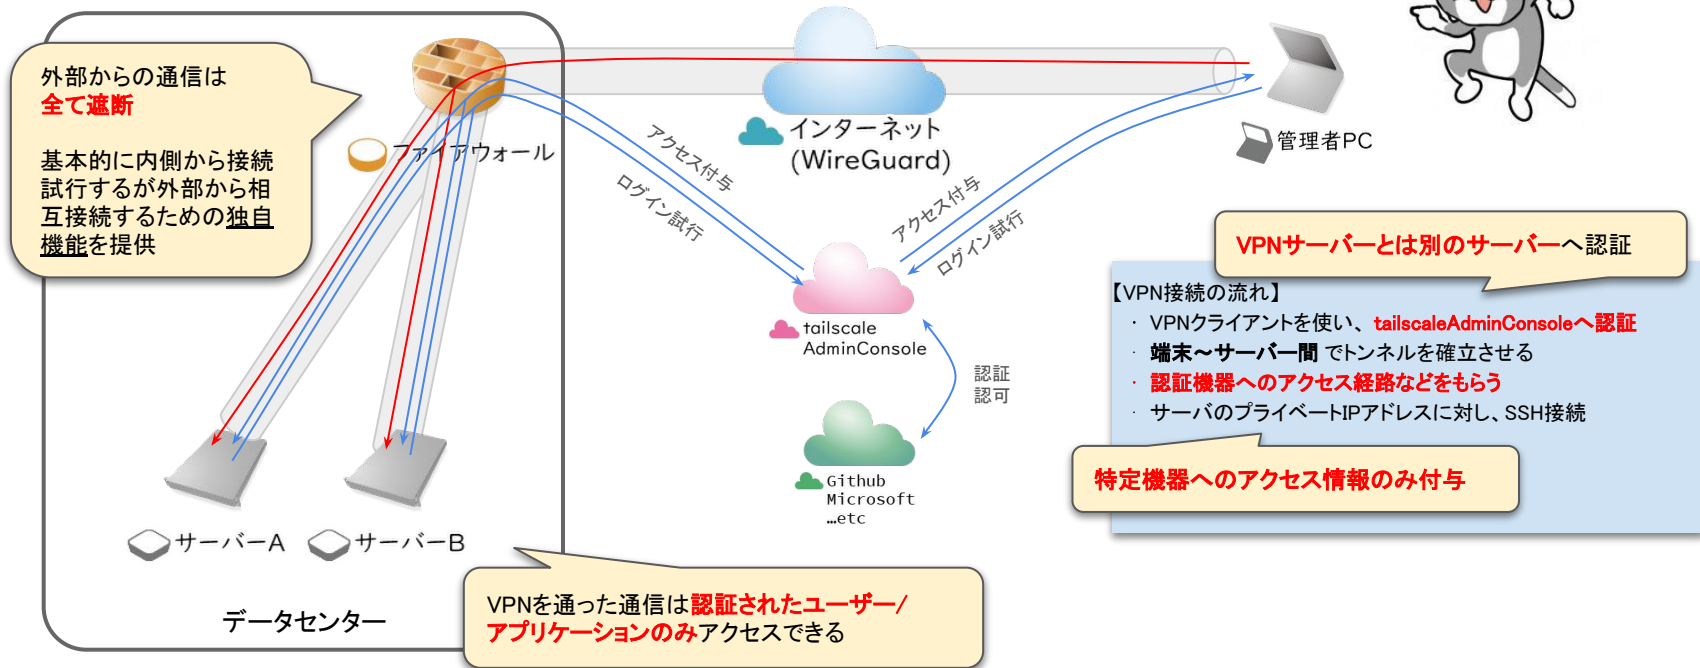 外部からの通信は
全て遮断
基本的に内側から接続
試行するが外部から相
互接続するための独自
機能を提供
ファイアウォール
インターネット
(WireGuard)
管理者PC
アクセス付与
ログイン試行
アクセス付与
ログイン試行
tailscale
AdminConsole
認証
認可
Github
Microsoft
…etc
VPNサーバーとは別のサーバーへ認証
【VPN接続の流れ】
・ VPNクライアントを使い、tailscaleAdminConsoleへ認証
・ 端末～サーバー間 でトンネルを確立させる
・ 認証機器へのアクセス経路などをもらう
・ サーバのプライベートIPアドレスに対し、SSH接続
特定機器へのアクセス情報のみ付与
サーバーA
サーバーB
データセンター
VPNを通った通信は認証されたユーザー/
アプリケーションのみアクセスできる